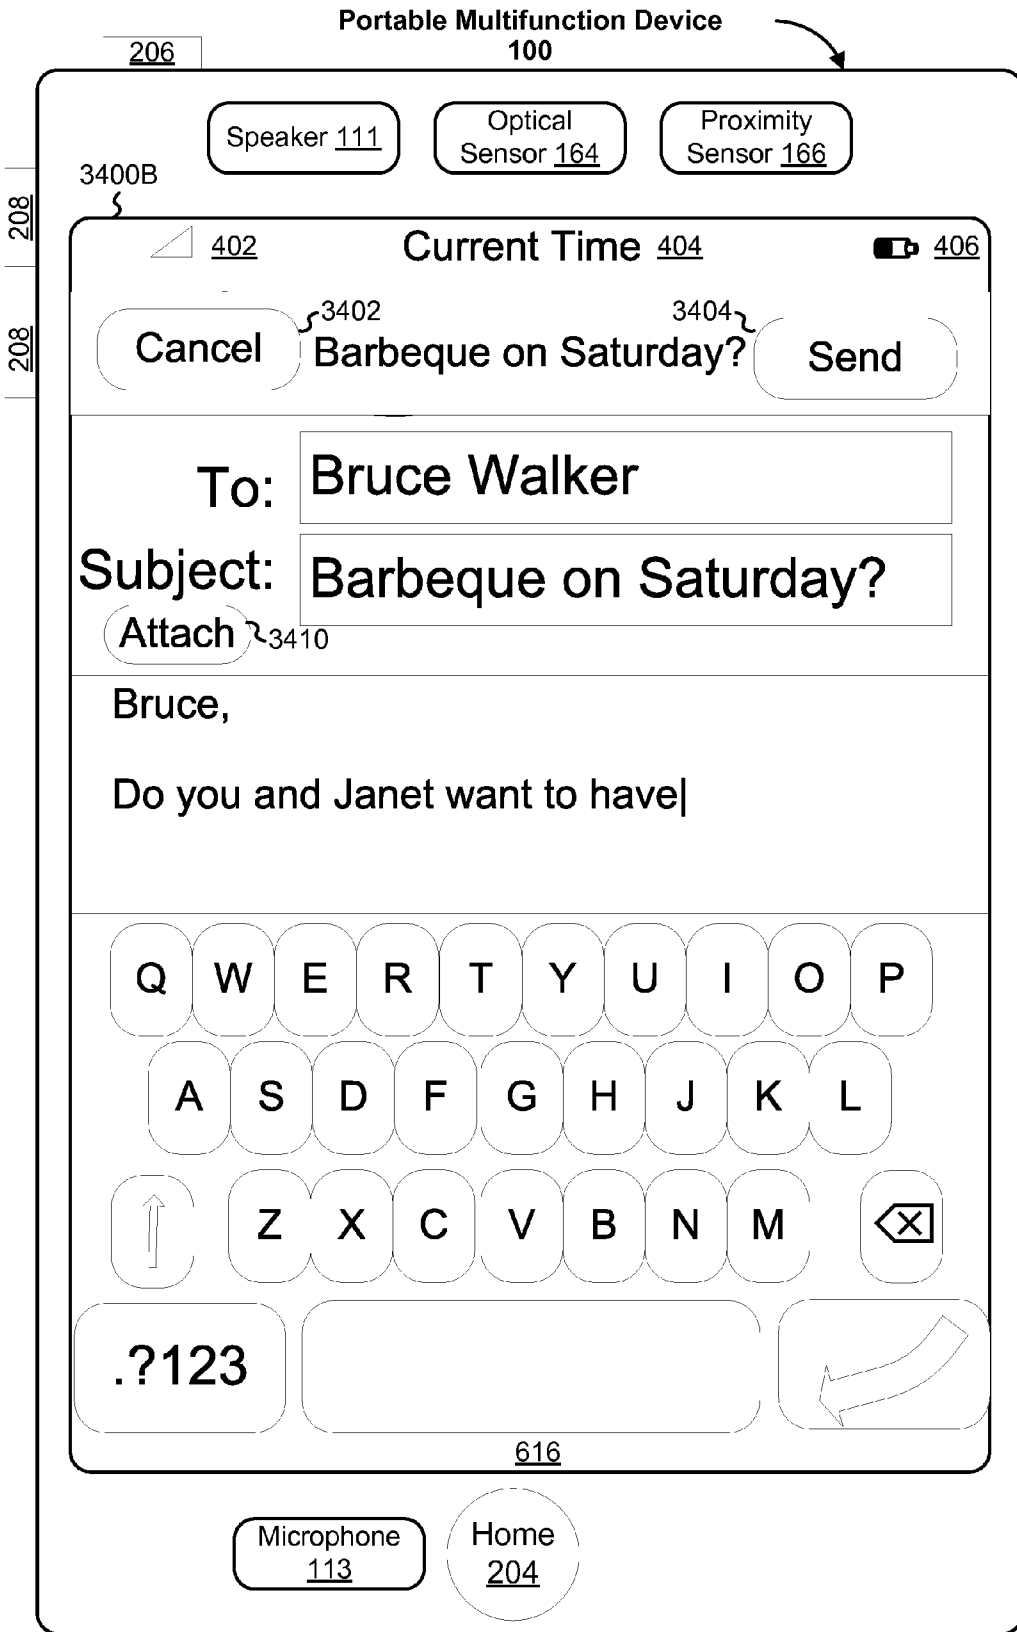 Portable Multifunction Device
100
206
Speaker 111
Optical
Sensor 164
Proximity
Sensor 166
3400B
208
208
402
Current Time 404
406
3402
3404
Cancel
Barbeque on Saturday?
Send
To:
Bruce Walker
Subject:
Barbeque on Saturday?
Attach
3410
Bruce,
Do you and Janet want to have
Q W E R T Y U I O P
A S D F G H J K L
Z X C V B N M
.?123
616
Microphone
113
Home
204